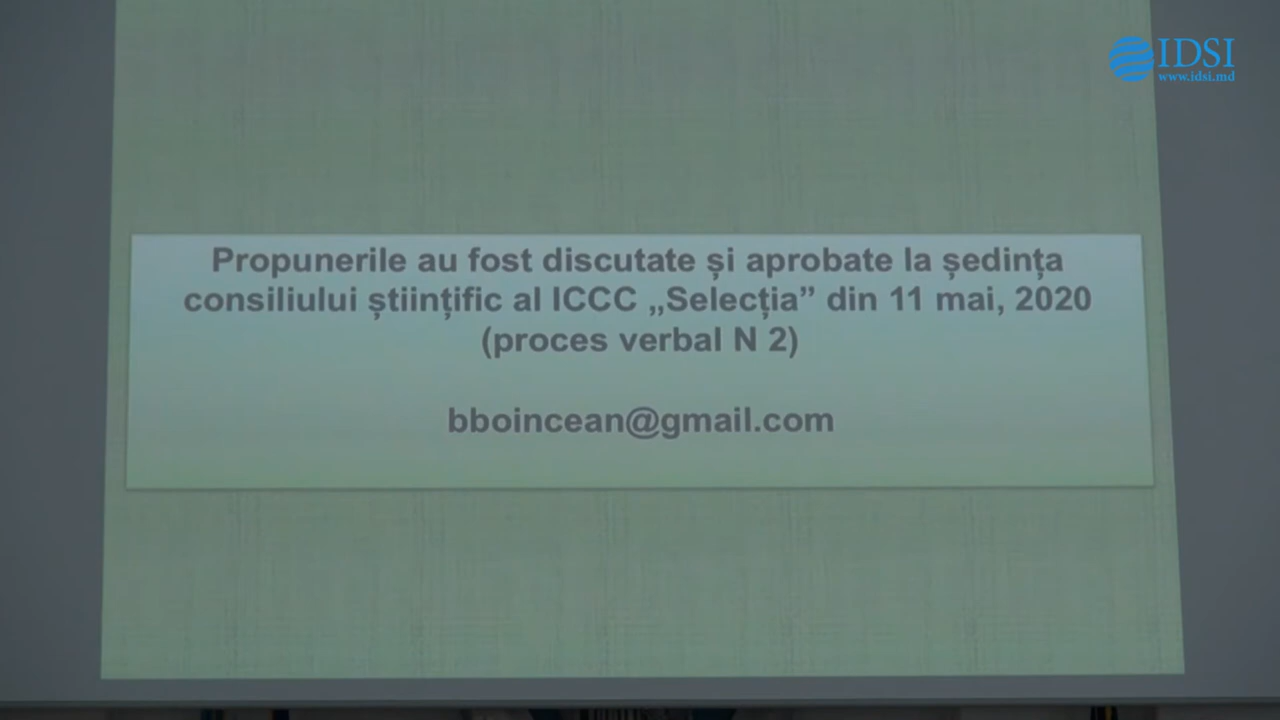 IDSI
www.idsi.md
Propunerile au fost discutate și aprobate la ședința
consiliului științific al ICCC „Selecția” din 11 mai, 2020
(proces verbal N 2)
bboincean@gmail.com